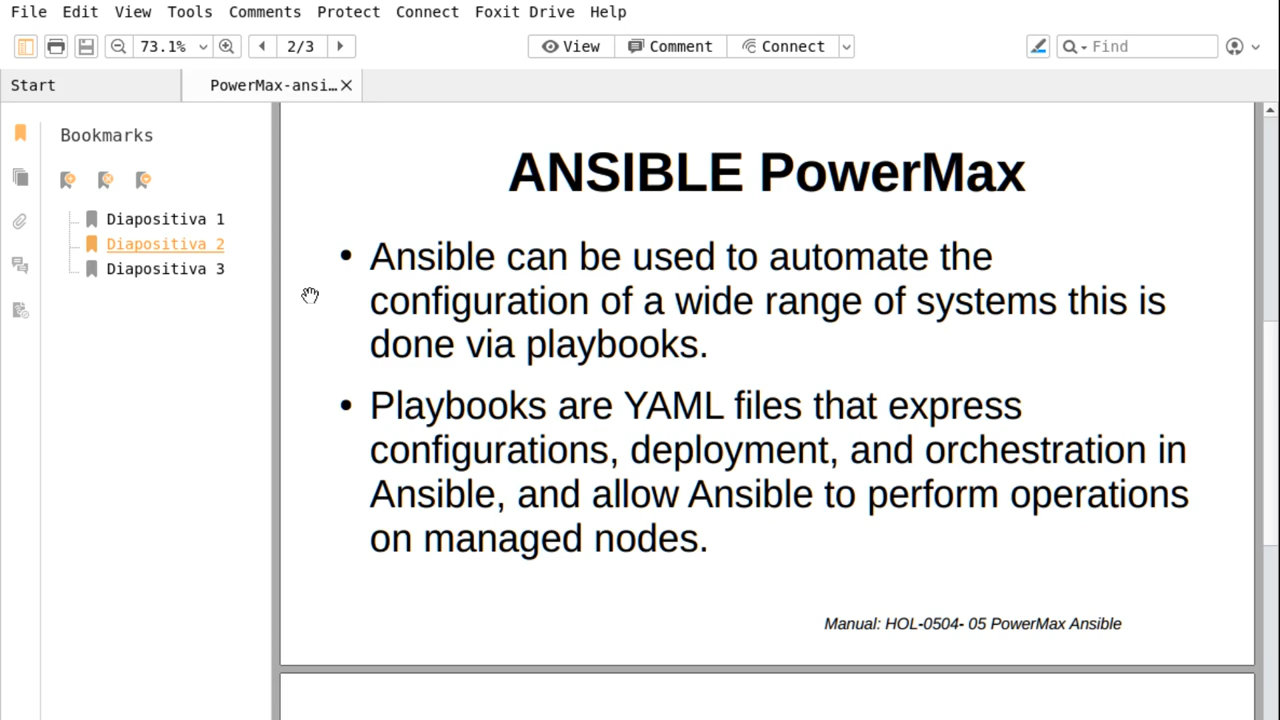 File Edit View Tools Comments Protect Connect Foxit Drive Help
73.1% 2/3 View Comment Connect Find
Start PowerMax-ansi…
Bookmarks
Diapositiva 1
Diapositiva 2
Diapositiva 3
ANSIBLE PowerMax
• Ansible can be used to automate the
configuration of a wide range of systems this is
done via playbooks.
• Playbooks are YAML files that express
configurations, deployment, and orchestration in
Ansible, and allow Ansible to perform operations
on managed nodes.
Manual: HOL-0504- 05 PowerMax Ansible